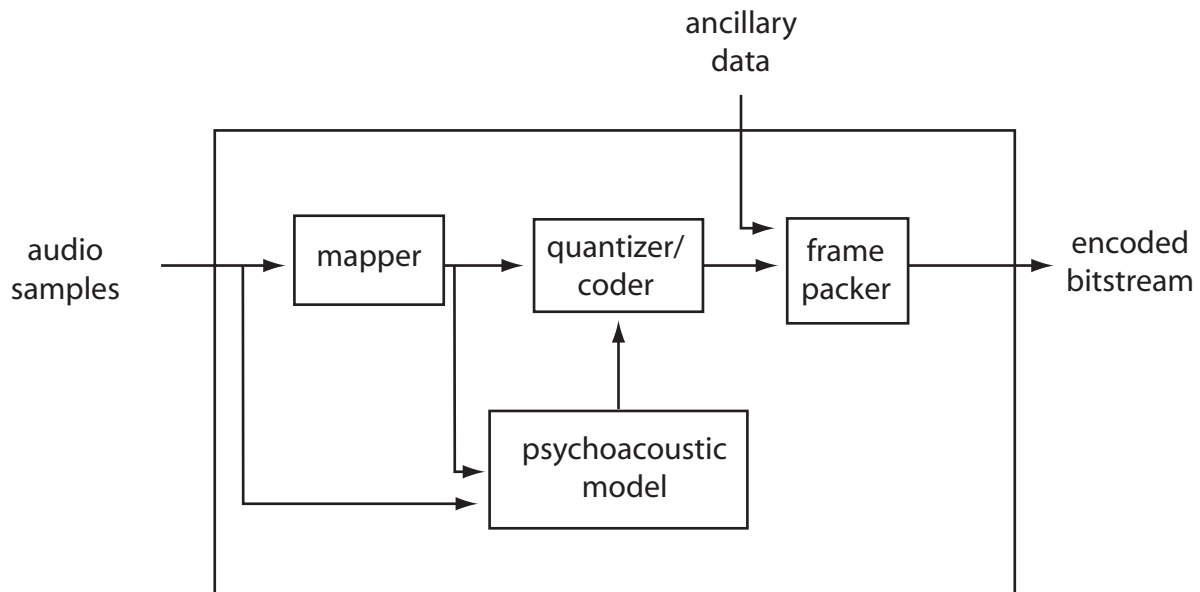 ancillary
data
audio
samples
mapper
quantizer/
coder
frame
packer
encoded
bitstream
psychoacoustic
model